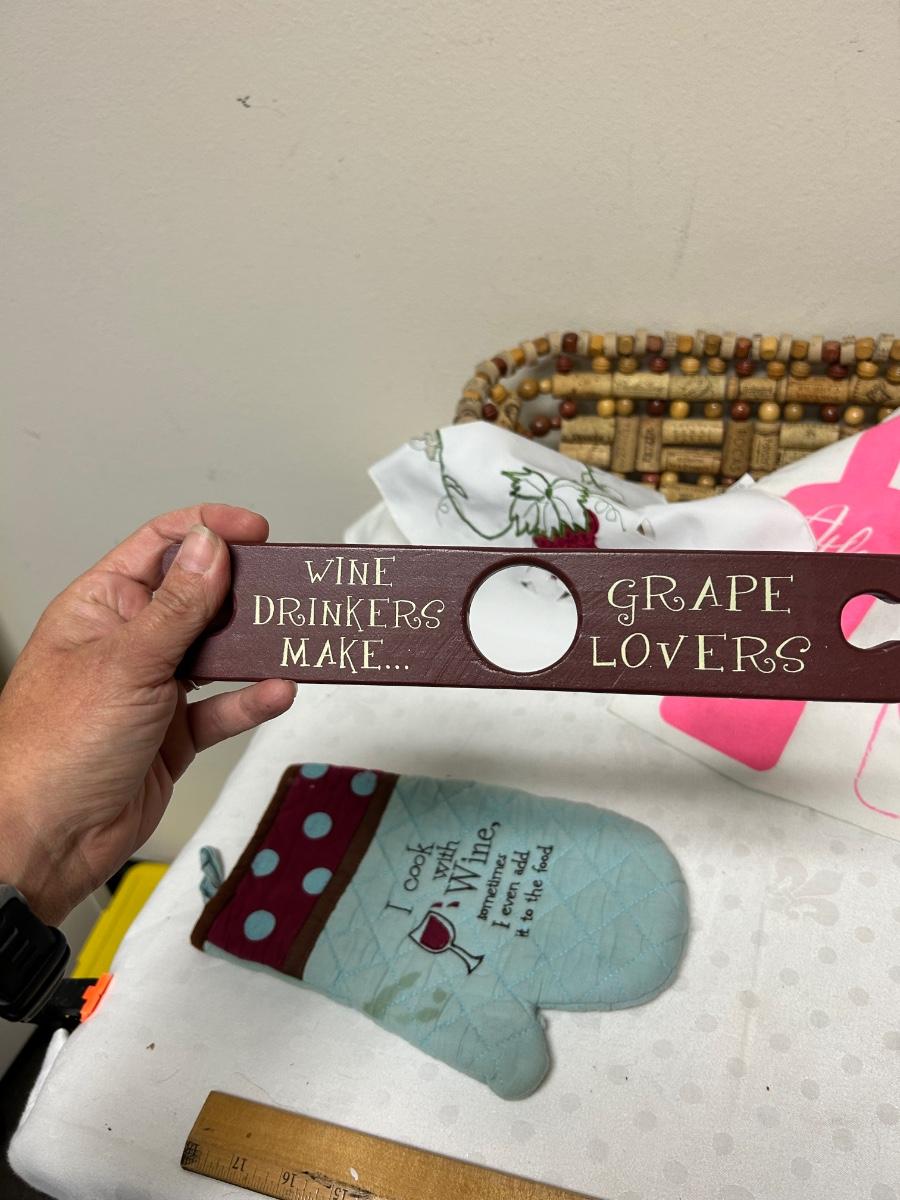 WINE
DRINKERS
MAKE...
GRAPE
LOVERS
I cook
with
Wine,
sometimes
I even add
it to the food
17
16
15